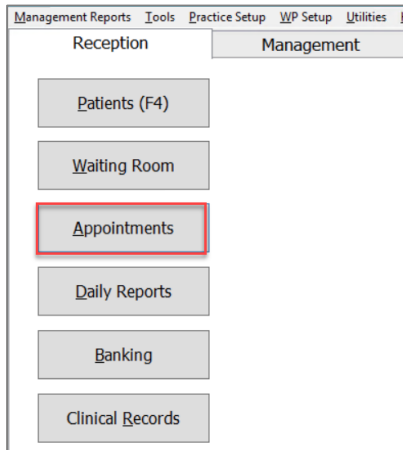 Management Reports Tools Practice Setup WP Setup Utilities
Reception Management
Patients (F4)
Waiting Room
Appointments
Daily Reports
Banking
Clinical Records